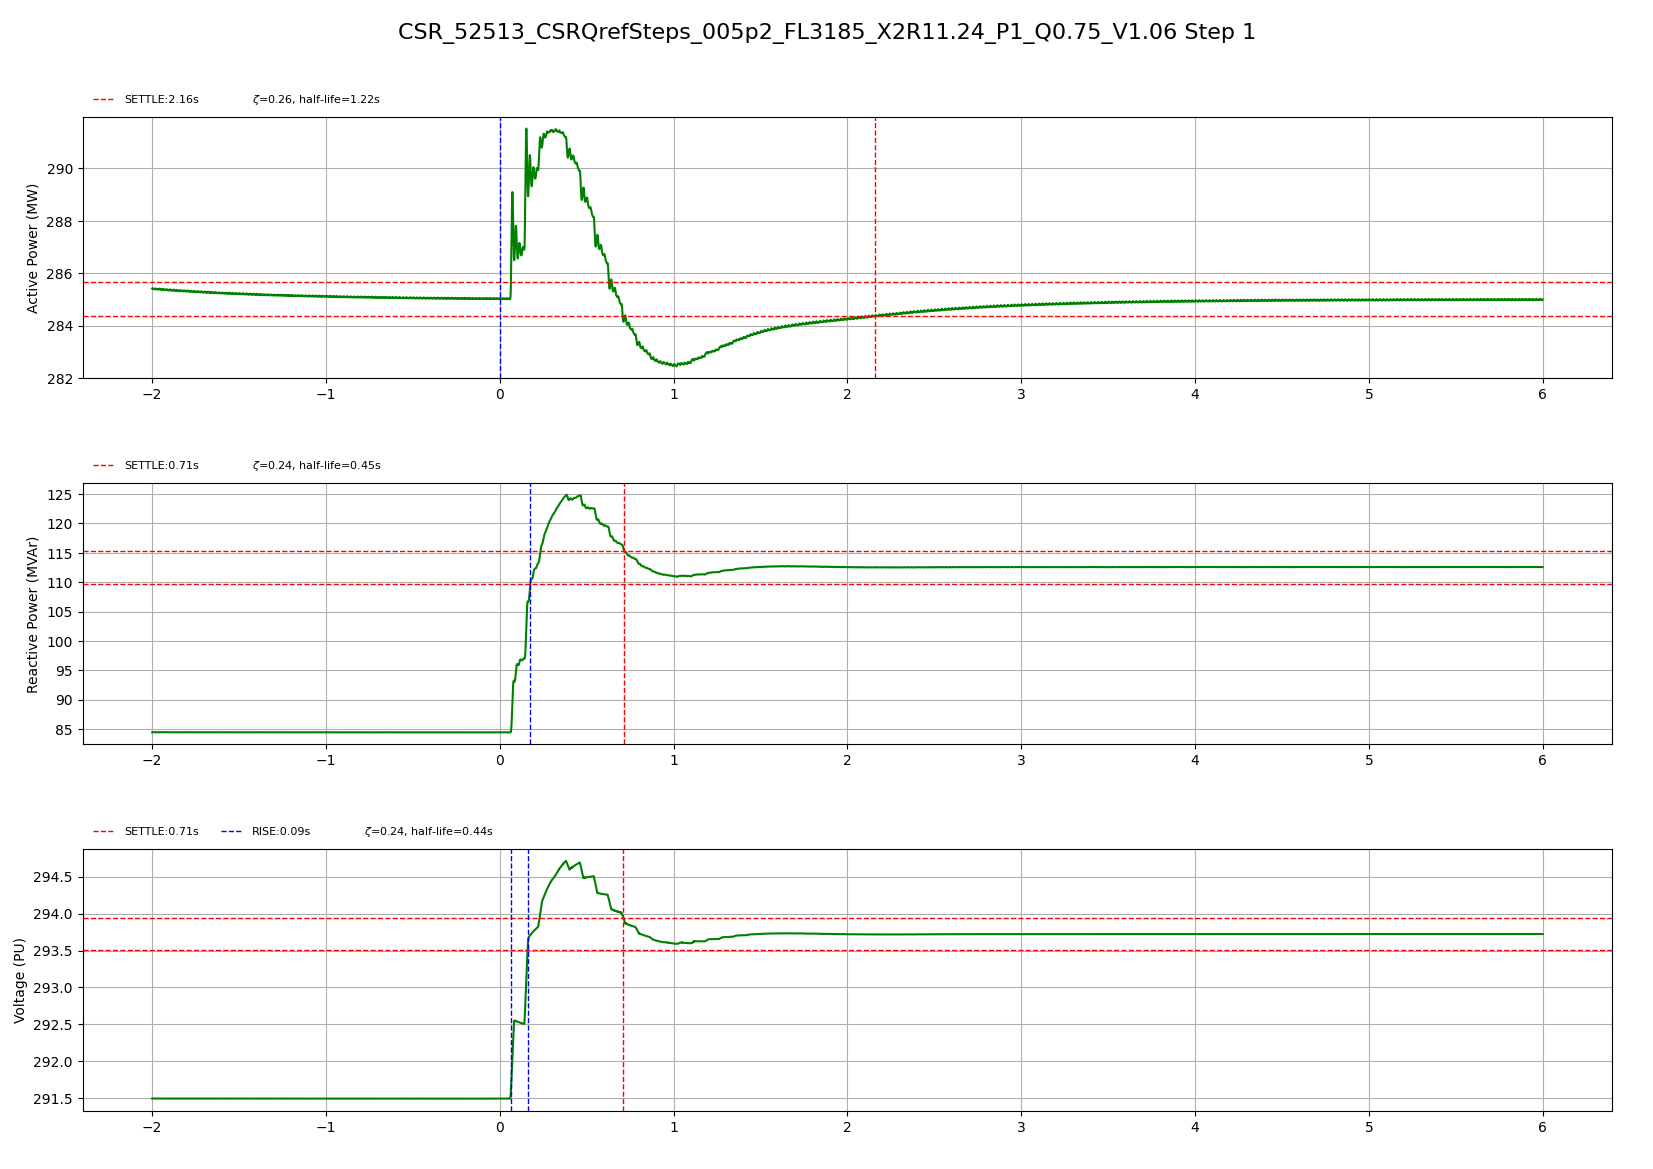 CSR_52513_CSRQrefSteps_005p2_FL3185_X2R11.24_P1_Q0.75_V1.06 Step 1
SETTLE:2.16s ζ=0.26, half-life=1.22s
Active Power (MW)
290
288
286
284
282
−2 −1 0 1 2 3 4 5 6
SETTLE:0.71s ζ=0.24, half-life=0.45s
Reactive Power (MVAr)
125
120
115
110
105
100
95
90
85
−2 −1 0 1 2 3 4 5 6
SETTLE:0.71s RISE:0.09s ζ=0.24, half-life=0.44s
Voltage (PU)
294.5
294.0
293.5
293.0
292.5
292.0
291.5
−2 −1 0 1 2 3 4 5 6